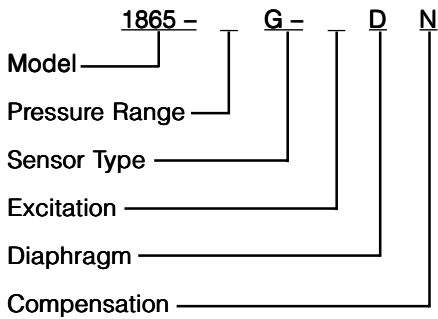 1865 – _ G – _ D N
Model
Pressure Range
Sensor Type
Excitation
Diaphragm
Compensation